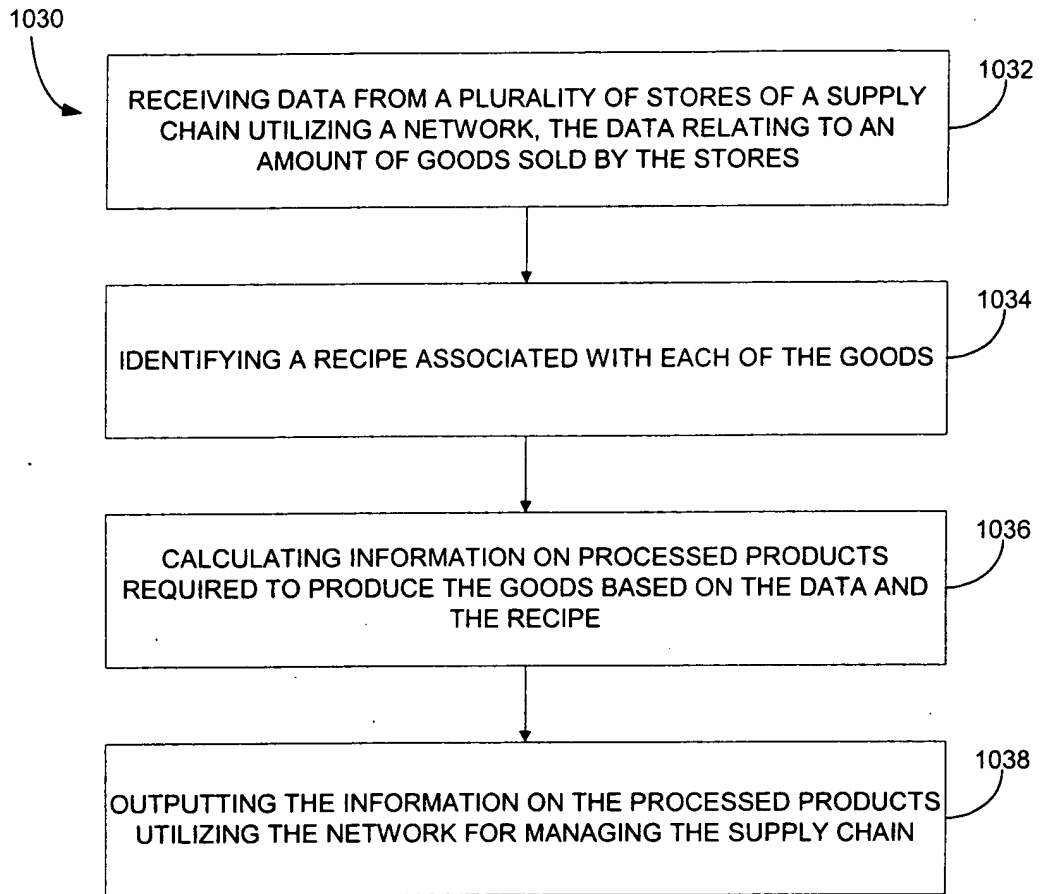 1030
1032
RECEIVING DATA FROM A PLURALITY OF STORES OF A SUPPLY
CHAIN UTILIZING A NETWORK, THE DATA RELATING TO AN
AMOUNT OF GOODS SOLD BY THE STORES
1034
IDENTIFYING A RECIPE ASSOCIATED WITH EACH OF THE GOODS
1036
CALCULATING INFORMATION ON PROCESSED PRODUCTS
REQUIRED TO PRODUCE THE GOODS BASED ON THE DATA AND
THE RECIPE
1038
OUTPUTTING THE INFORMATION ON THE PROCESSED PRODUCTS
UTILIZING THE NETWORK FOR MANAGING THE SUPPLY CHAIN